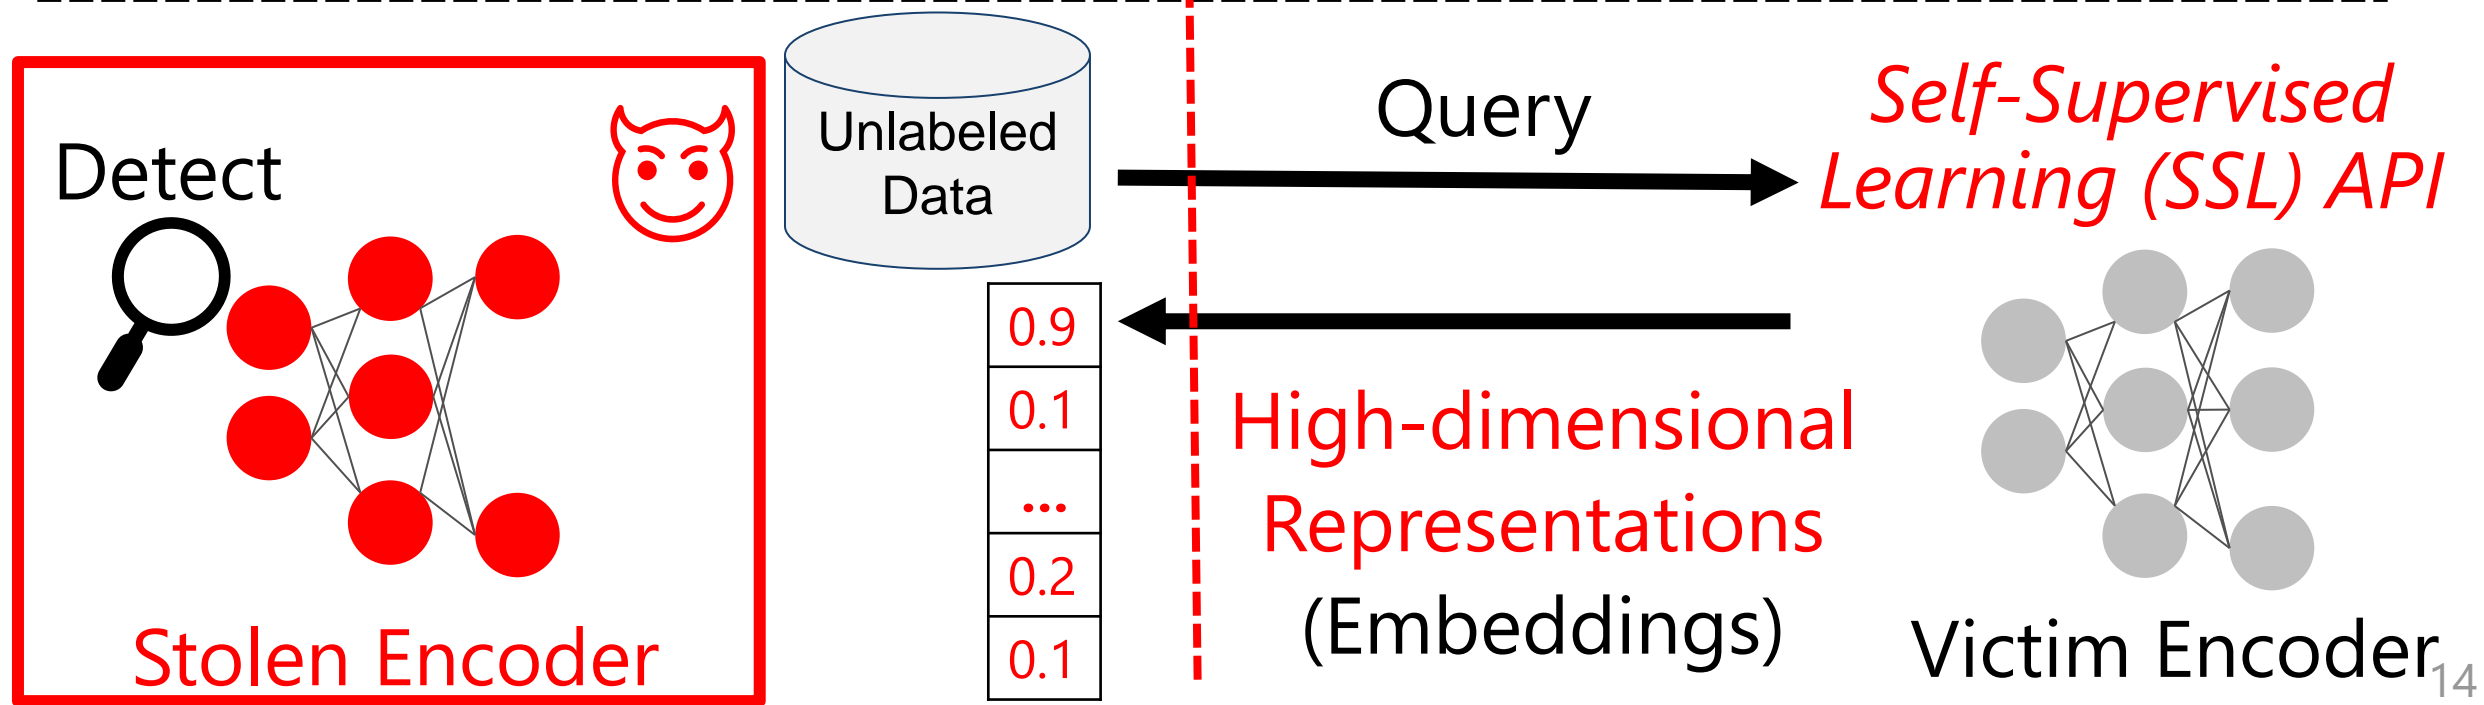 Detect
Stolen Encoder
Unlabeled
Data
0.9
0.1
...
0.2
0.1
Query
High-dimensional
Representations
(Embeddings)
Self-Supervised
Learning (SSL) API
Victim Encoder
14